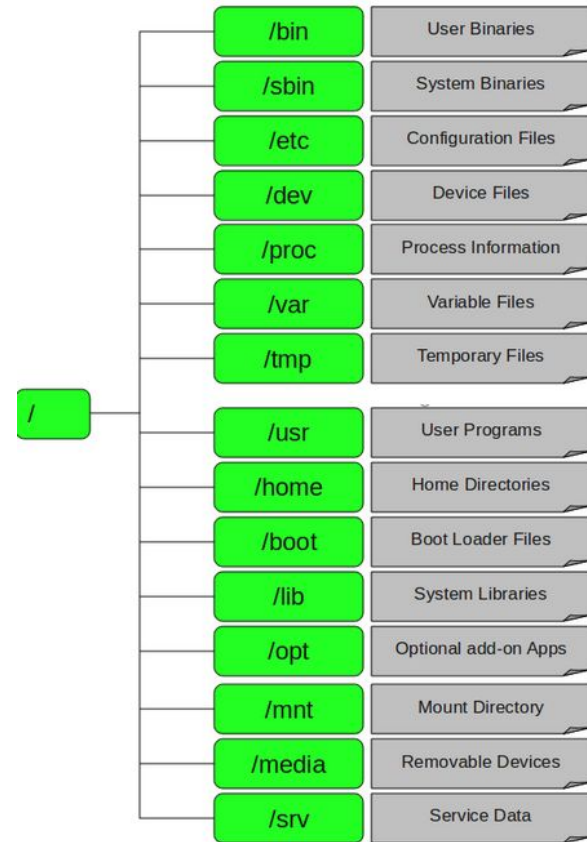 /bin User Binaries
/sbin System Binaries
/etc Configuration Files
/dev Device Files
/proc Process Information
/var Variable Files
/tmp Temporary Files
/
/usr User Programs
/home Home Directories
/boot Boot Loader Files
/lib System Libraries
/opt Optional add-on Apps
/mnt Mount Directory
/media Removable Devices
/srv Service Data